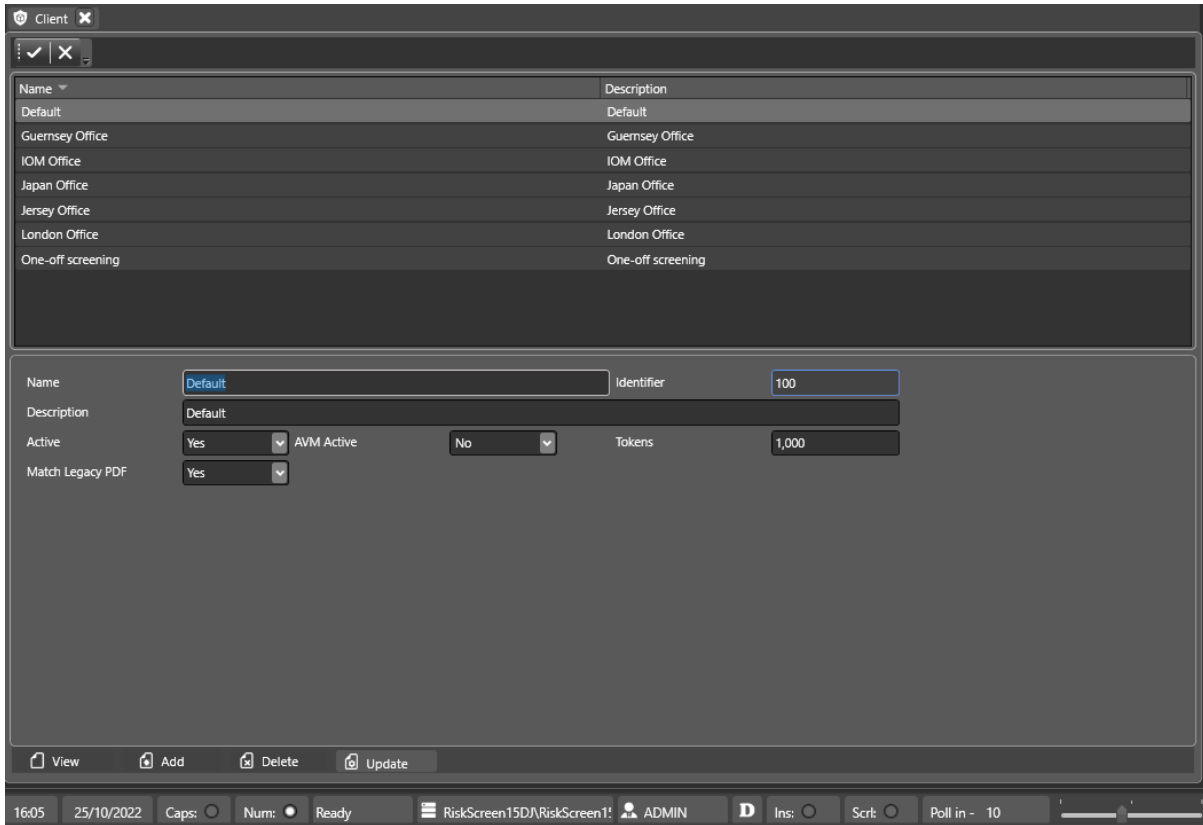 Client
Name Description
Default Default
Guernsey Office Guernsey Office
IOM Office IOM Office
Japan Office Japan Office
Jersey Office Jersey Office
London Office London Office
One-off screening One-off screening
Name Default Identifier 100
Description Default
Active Yes AVM Active No Tokens 1,000
Match Legacy PDF Yes
View Add Delete Update
16:05 25/10/2022 Caps: Num: Ready RiskScreen15DJ\RiskScreen15 ADMIN D Ins: Scrl: Poll in - 10